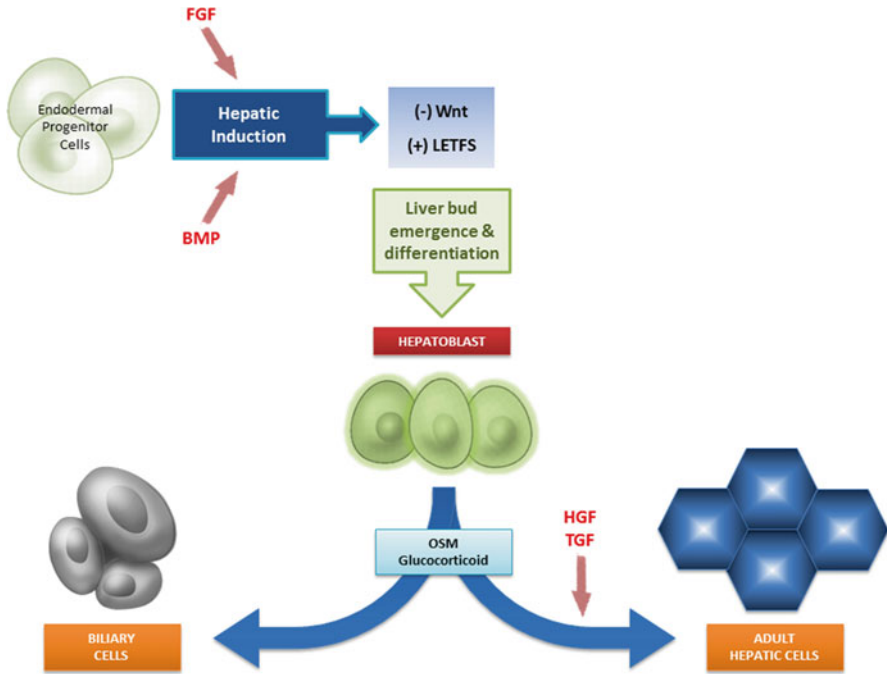 FGF
Endodermal
Progenitor
Cells
Hepatic
Induction
(-) Wnt
(+) LETFS
BMP
Liver bud
emergence &
differentiation
HEPATOBLAST
OSM
Glucocorticoid
HGF
TGF
BILIARY
CELLS
ADULT
HEPATIC CELLS